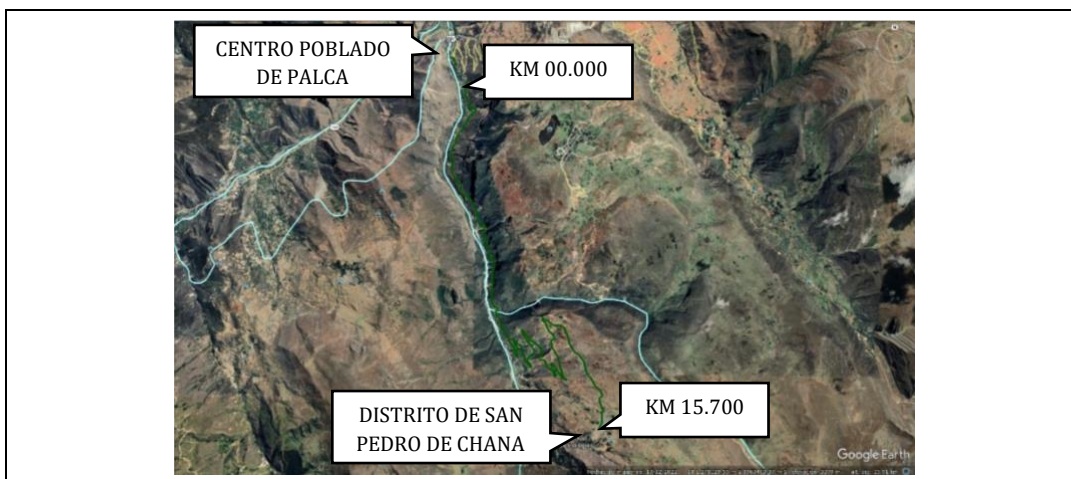 CENTRO POBLADO
DE PALCA
KM 00.000
KM 15.700
DISTRITO DE SAN
PEDRO DE CHANA
Google Earth